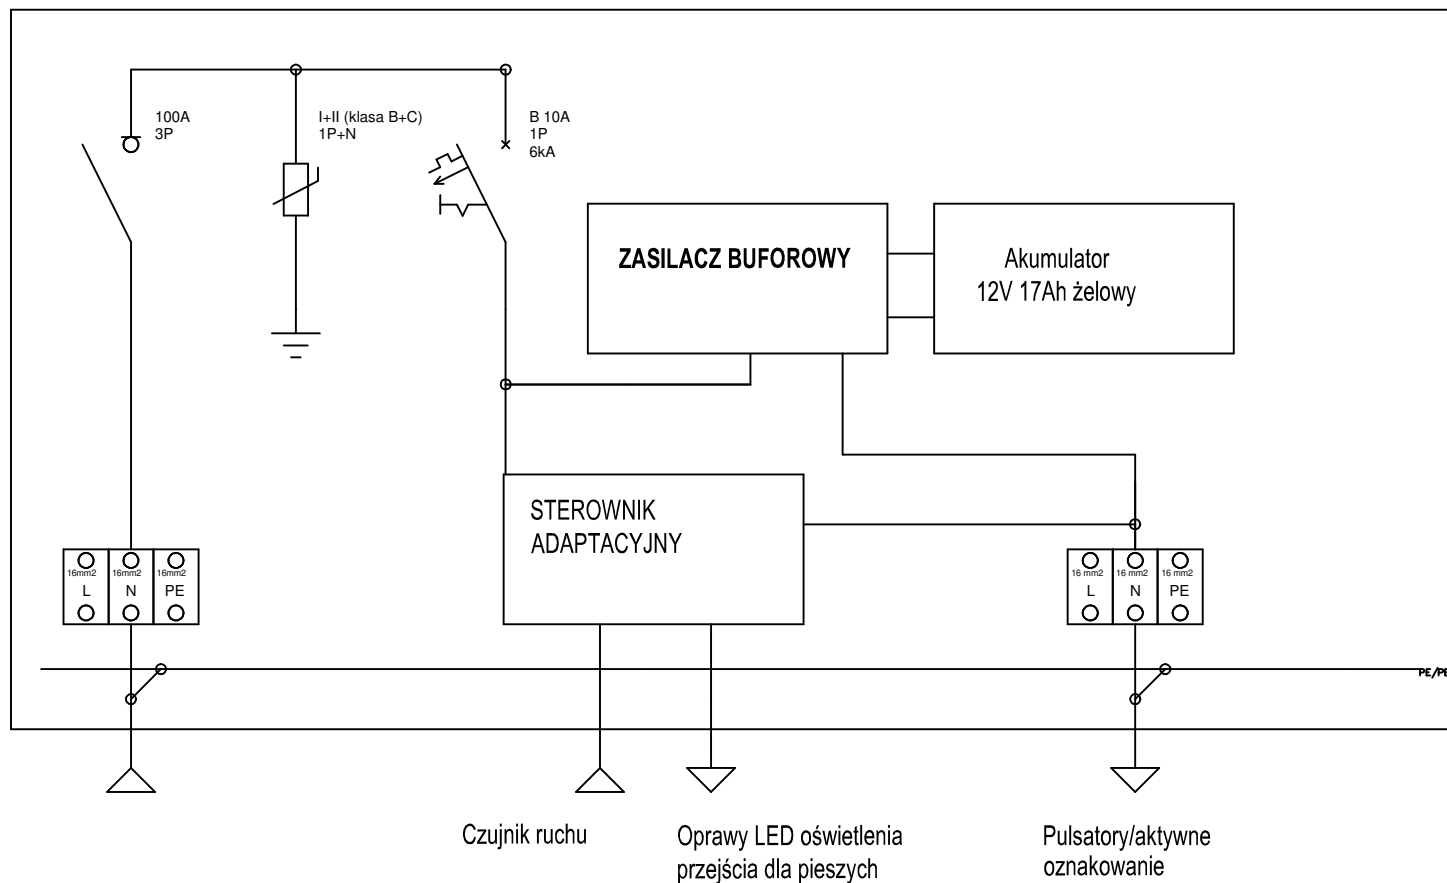 100A
3P
I+II (klasa B+C)
1P+N
B 10A
1P
6kA
ZASILACZ BUFOROWY
Akumulator
12V 17Ah żelowy
STEROWNIK
ADAPTACYJNY
16mm2 16mm2 16mm2
L N PE
16 mm2 16 mm2 16 mm2
L N PE
PE/PE
Czujnik ruchu
Oprawy LED oświetlenia
przejścia dla pieszych
Pulsatory/aktywne
oznakowanie